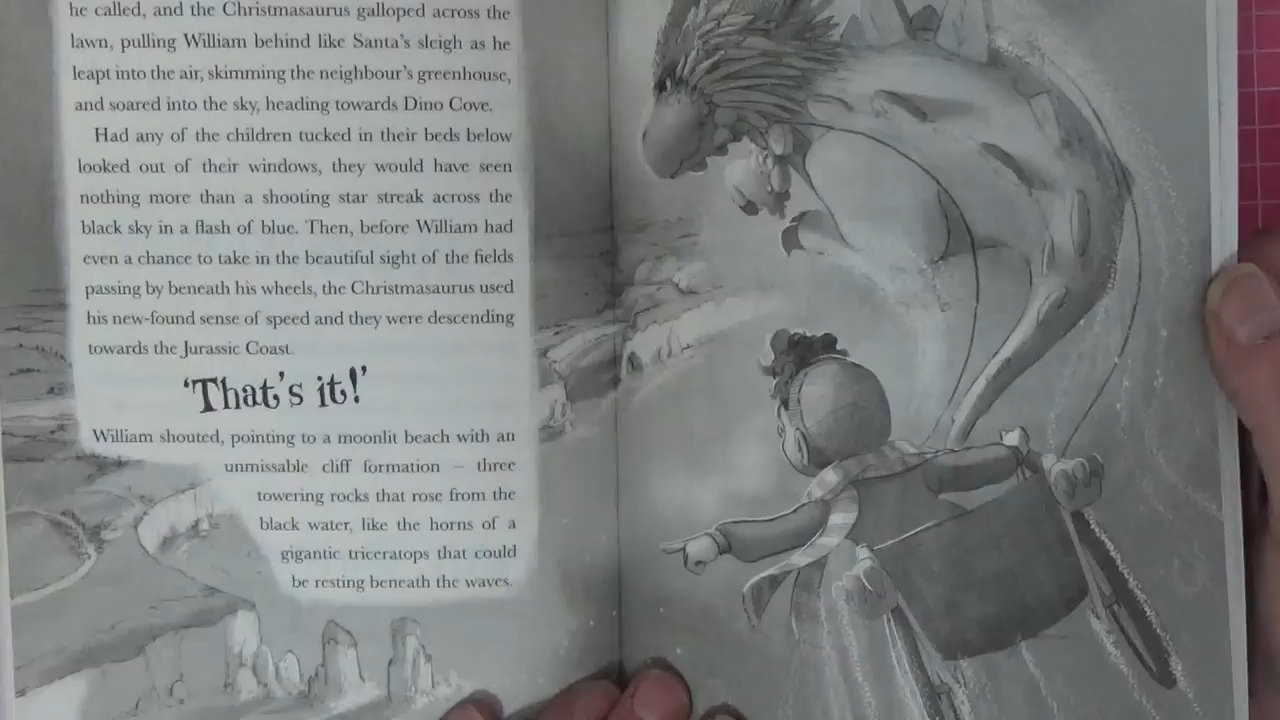 he called, and the Christmasaurus galloped across the
lawn, pulling William behind like Santa's sleigh as he
leapt into the air, skimming the neighbour's greenhouse,
and soared into the sky, heading towards Dino Cove.
Had any of the children tucked in their beds below
looked out of their windows, they would have seen
nothing more than a shooting star streak across the
black sky in a flash of blue. Then, before William had
even a chance to take in the beautiful sight of the fields
passing by beneath his wheels, the Christmasaurus used
his new-found sense of speed and they were descending
towards the Jurassic Coast.
'That's it!'
William shouted, pointing to a moonlit beach with an
unmissable cliff formation – three
towering rocks that rose from the
black water, like the horns of a
gigantic triceratops that could
be resting beneath the waves.